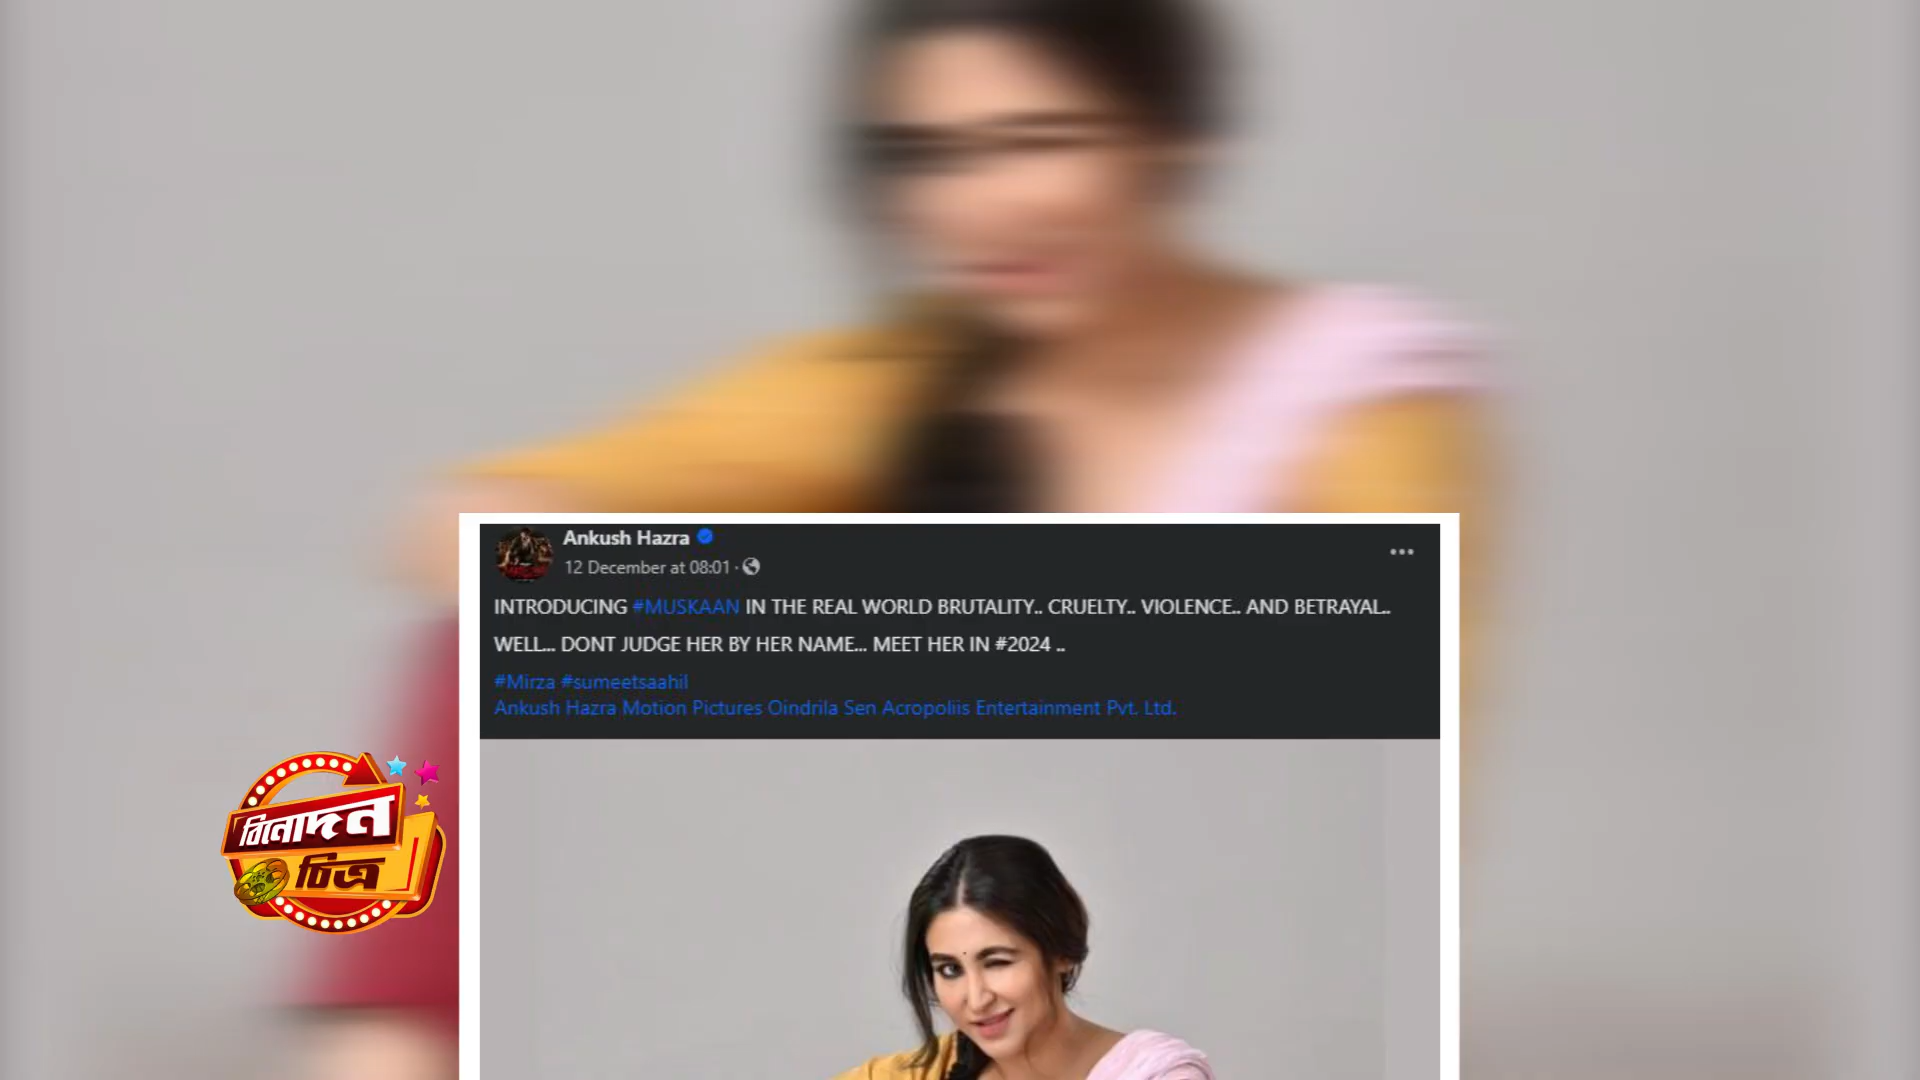 Ankush Hazra
12 December at 08:01 ·
INTRODUCING #MUSKAAN IN THE REAL WORLD BRUTALITY.. CRUELTY.. VIOLENCE.. AND BETRAYAL..
WELL... DONT JUDGE HER BY HER NAME... MEET HER IN #2024 ..
#Mirza #sumeetsaahil
Ankush Hazra Motion Pictures Oindrila Sen Acropoliis Entertainment Pvt. Ltd.
বিনোদন
চিত্র